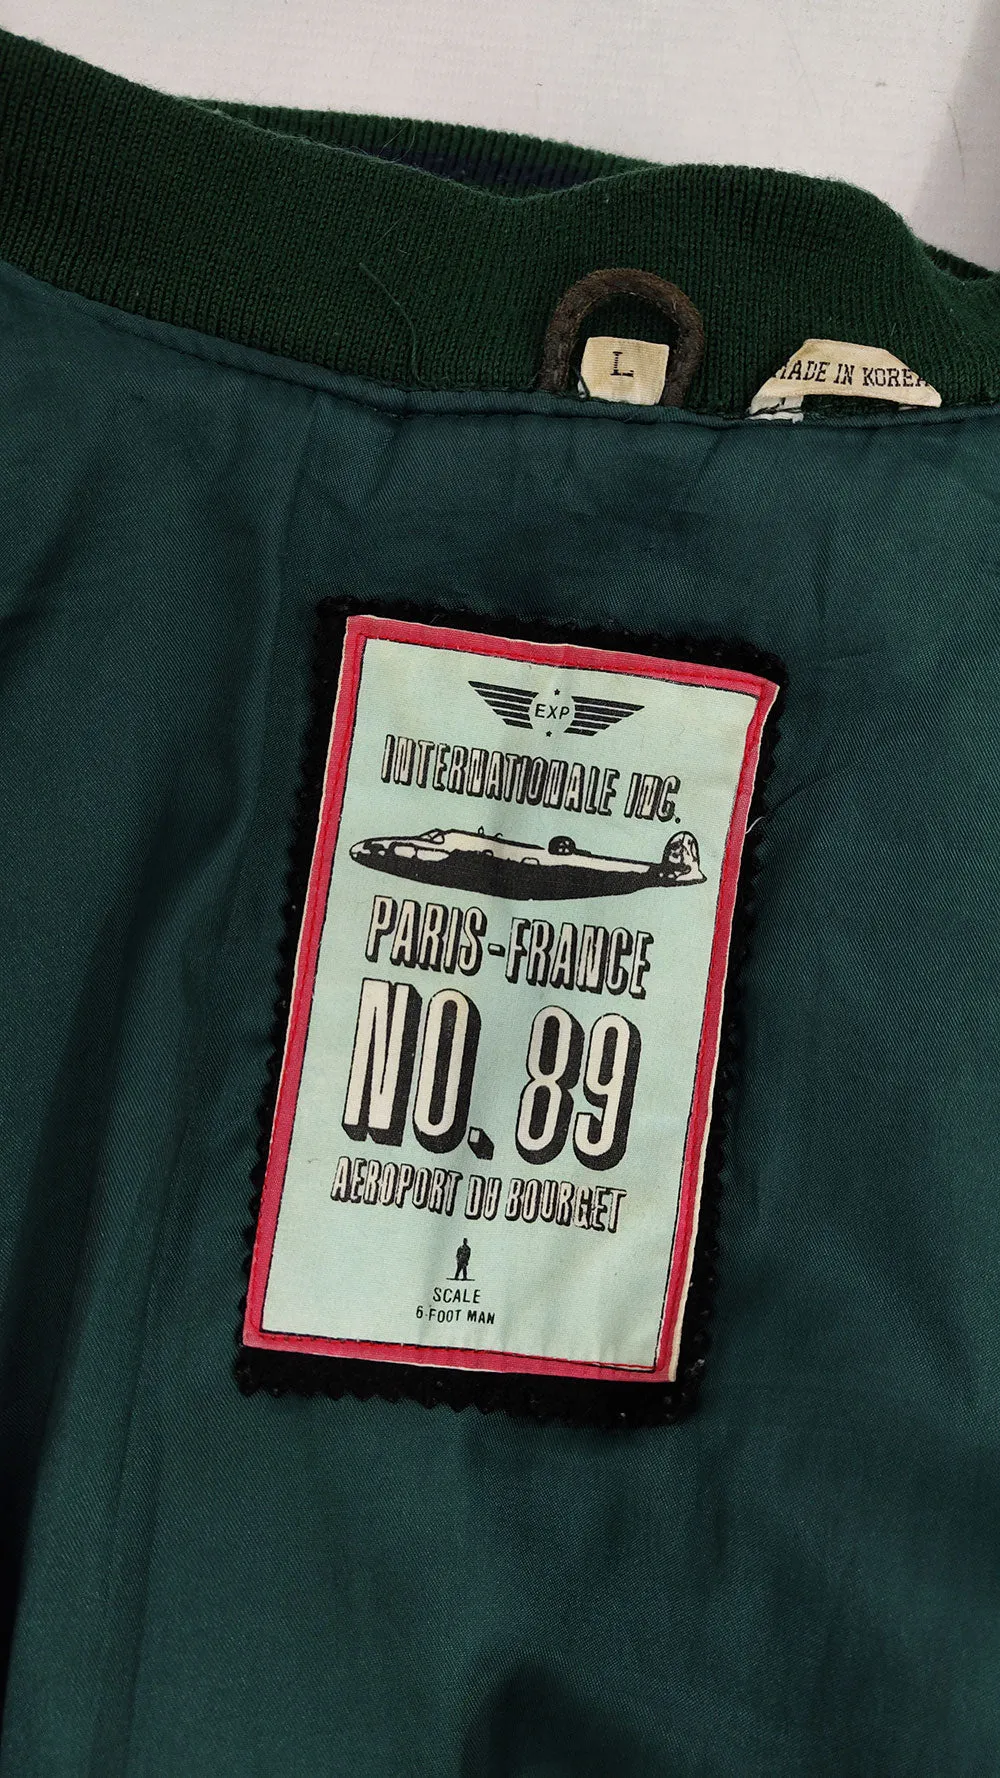 L
MADE IN KOREA
EXP
INTERNATIONALE INC.
PARIS-FRANCE
NO. 89
AEROPORT DU BOURGET
SCALE
6-FOOT MAN